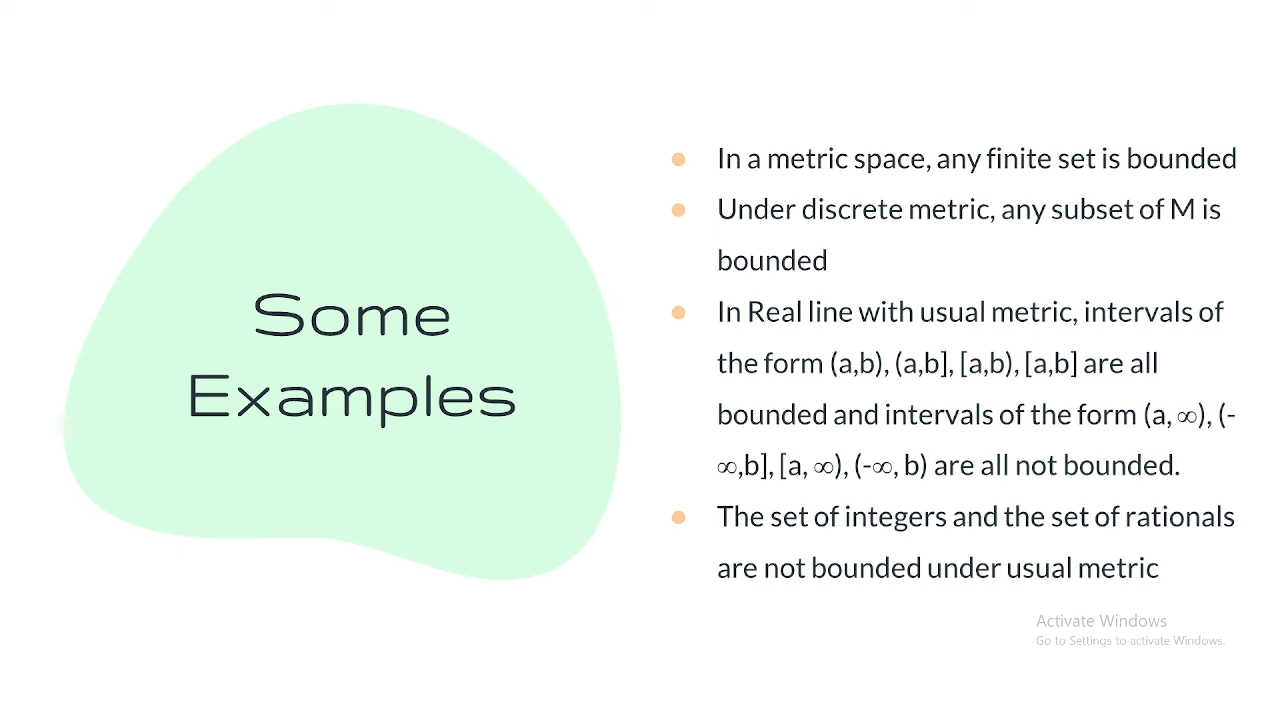 Some
Examples
In a metric space, any finite set is bounded
Under discrete metric, any subset of M is
bounded
In Real line with usual metric, intervals of
the form (a,b), (a,b], [a,b), [a,b] are all
bounded and intervals of the form (a, ∞), (-
∞,b], [a, ∞), (-∞, b) are all not bounded.
The set of integers and the set of rationals
are not bounded under usual metric
Activate Windows
Go to Settings to activate Windows.